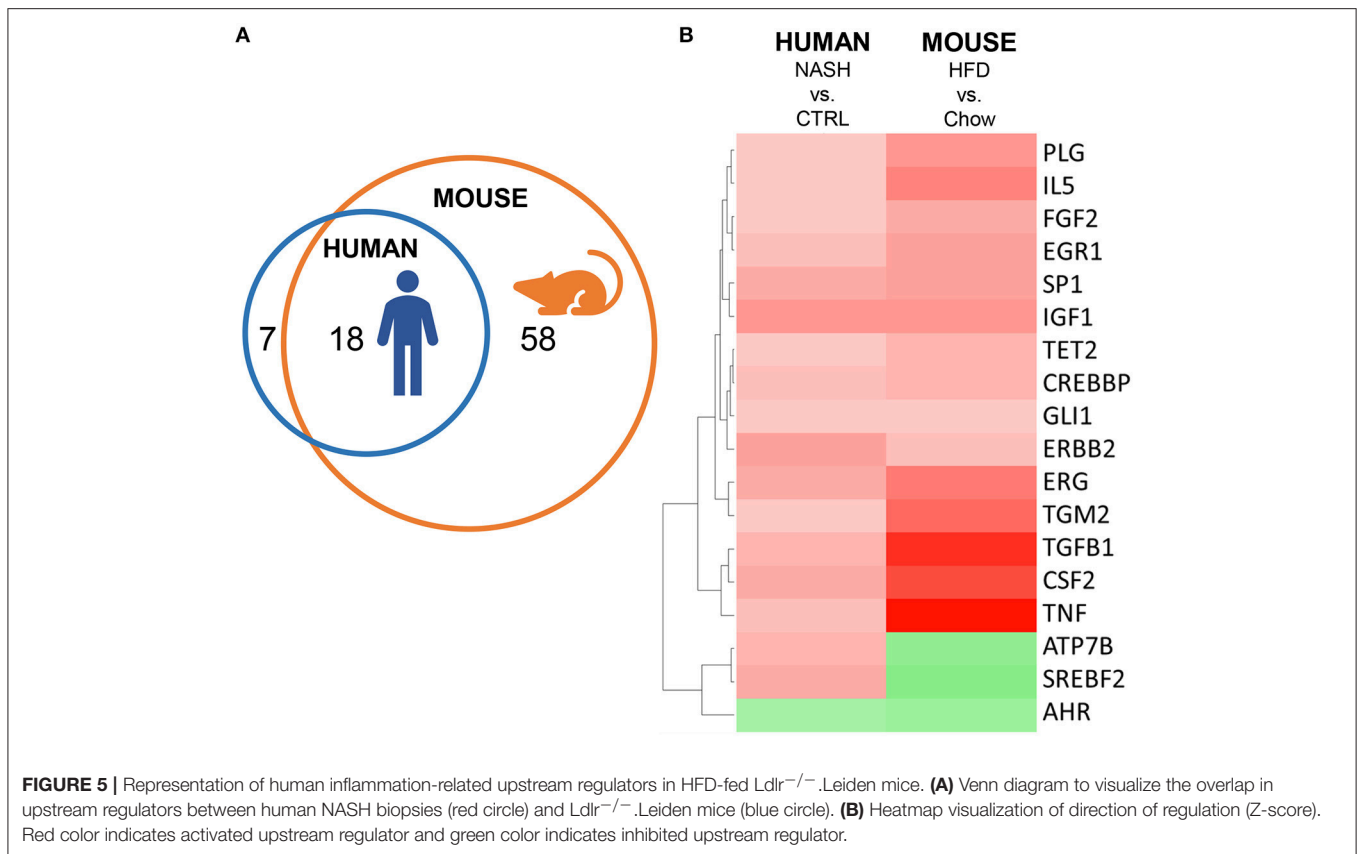 A
MOUSE
HUMAN
7
18
58
B
HUMAN
NASH
vs.
CTRL
MOUSE
HFD
vs.
Chow
PLG
IL5
FGF2
EGR1
SP1
IGF1
TET2
CREBBP
GLI1
ERBB2
ERG
TGM2
TGFB1
CSF2
TNF
ATP7B
SREBF2
AHR
FIGURE 5 | Representation of human inflammation-related upstream regulators in HFD-fed Ldlr−/−.Leiden mice. (A) Venn diagram to visualize the overlap in
upstream regulators between human NASH biopsies (red circle) and Ldlr−/−.Leiden mice (blue circle). (B) Heatmap visualization of direction of regulation (Z-score).
Red color indicates activated upstream regulator and green color indicates inhibited upstream regulator.